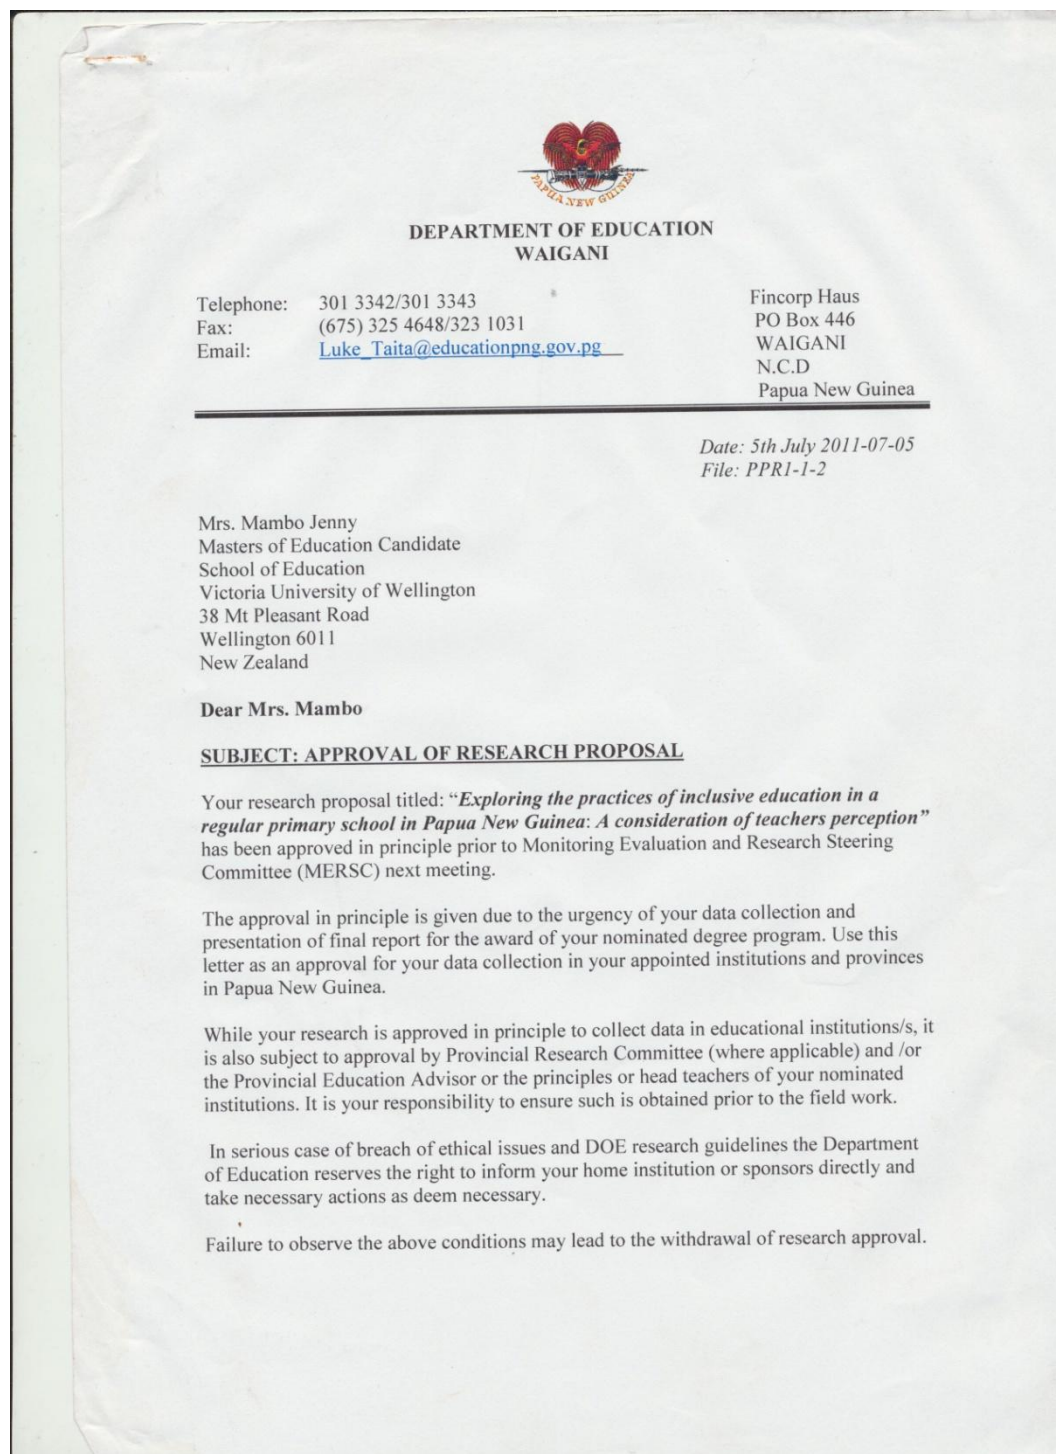 PAPUA NEW GUINEA
DEPARTMENT OF EDUCATION
WAIGANI
Telephone: 301 3342/301 3343
Fax: (675) 325 4648/323 1031
Email: Luke_Taita@educationpng.gov.pg
Fincorp Haus
PO Box 446
WAIGANI
N.C.D
Papua New Guinea
Date: 5th July 2011-07-05
File: PPR1-1-2
Mrs. Mambo Jenny
Masters of Education Candidate
School of Education
Victoria University of Wellington
38 Mt Pleasant Road
Wellington 6011
New Zealand
Dear Mrs. Mambo
SUBJECT: APPROVAL OF RESEARCH PROPOSAL
Your research proposal titled: “Exploring the practices of inclusive education in a
regular primary school in Papua New Guinea: A consideration of teachers perception”
has been approved in principle prior to Monitoring Evaluation and Research Steering
Committee (MERSC) next meeting.
The approval in principle is given due to the urgency of your data collection and
presentation of final report for the award of your nominated degree program. Use this
letter as an approval for your data collection in your appointed institutions and provinces
in Papua New Guinea.
While your research is approved in principle to collect data in educational institutions/s, it
is also subject to approval by Provincial Research Committee (where applicable) and /or
the Provincial Education Advisor or the principles or head teachers of your nominated
institutions. It is your responsibility to ensure such is obtained prior to the field work.
In serious case of breach of ethical issues and DOE research guidelines the Department
of Education reserves the right to inform your home institution or sponsors directly and
take necessary actions as deem necessary.
Failure to observe the above conditions may lead to the withdrawal of research approval.